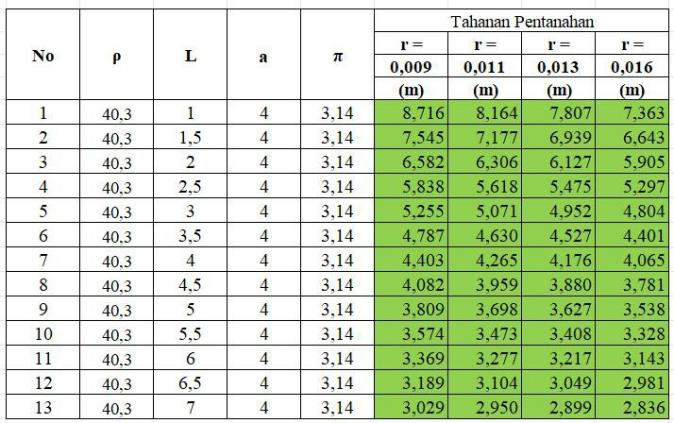 No ρ L a π Tahanan Pentanahan
r = r = r = r =
0,009 0,011 0,013 0,016
(m) (m) (m) (m)
1 40,3 1 4 3,14 8,716 8,164 7,807 7,363
2 40,3 1,5 4 3,14 7,545 7,177 6,939 6,643
3 40,3 2 4 3,14 6,582 6,306 6,127 5,905
4 40,3 2,5 4 3,14 5,838 5,618 5,475 5,297
5 40,3 3 4 3,14 5,255 5,071 4,952 4,804
6 40,3 3,5 4 3,14 4,787 4,630 4,527 4,401
7 40,3 4 4 3,14 4,403 4,265 4,176 4,065
8 40,3 4,5 4 3,14 4,082 3,959 3,880 3,781
9 40,3 5 4 3,14 3,809 3,698 3,627 3,538
10 40,3 5,5 4 3,14 3,574 3,473 3,408 3,328
11 40,3 6 4 3,14 3,369 3,277 3,217 3,143
12 40,3 6,5 4 3,14 3,189 3,104 3,049 2,981
13 40,3 7 4 3,14 3,029 2,950 2,899 2,836